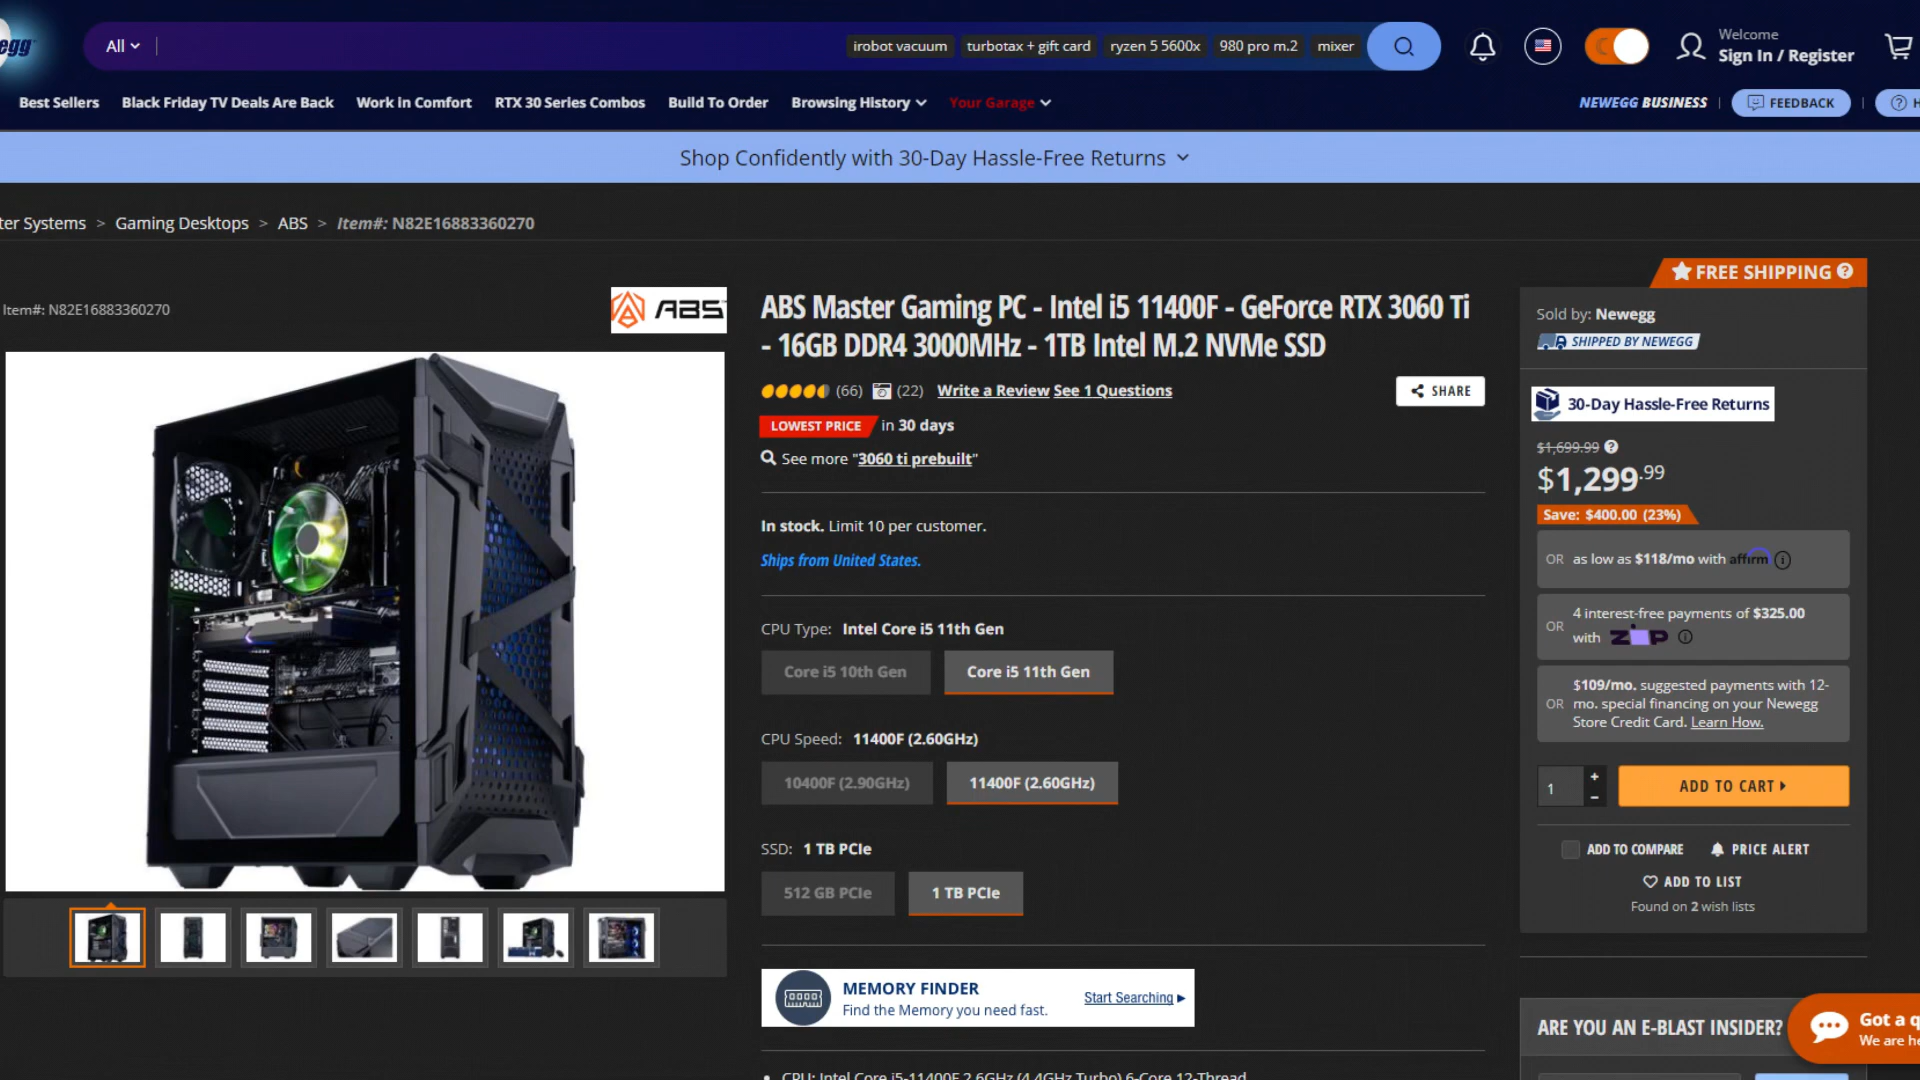 egg
All
irobot vacuum
turbotax + gift card
ryzen 5 5600x
980 pro m.2
mixer
Welcome
Sign In / Register
Best Sellers
Black Friday TV Deals Are Back
Work in Comfort
RTX 30 Series Combos
Build To Order
Browsing History
Your Garage
NEWEGG BUSINESS
FEEDBACK
Shop Confidently with 30-Day Hassle-Free Returns
ter Systems > Gaming Desktops > ABS > Item#: N82E16883360270
FREE SHIPPING
Item#: N82E16883360270
ABS
ABS Master Gaming PC - Intel i5 11400F - GeForce RTX 3060 Ti
- 16GB DDR4 3000MHz - 1TB Intel M.2 NVMe SSD
(66) (22) Write a Review See 1 Questions
SHARE
LOWEST PRICE in 30 days
See more "3060 ti prebuilt"
In stock. Limit 10 per customer.
Ships from United States.
CPU Type: Intel Core i5 11th Gen
Core i5 10th Gen
Core i5 11th Gen
CPU Speed: 11400F (2.60GHz)
10400F (2.90GHz)
11400F (2.60GHz)
SSD: 1 TB PCIe
512 GB PCIe
1 TB PCIe
MEMORY FINDER
Find the Memory you need fast.
Start Searching
• CPU: Intel Core i5-11400F 2.6GHz (4.4GHz Turbo) 6-Core 12-Thread
Sold by: Newegg
SHIPPED BY NEWEGG
30-Day Hassle-Free Returns
$1,699.99
$1,299.99
Save: $400.00 (23%)
OR as low as $118/mo with affirm
4 interest-free payments of $325.00
OR
with ZIP
$109/mo. suggested payments with 12-
OR mo. special financing on your Newegg
Store Credit Card. Learn How.
1 + -
ADD TO CART
ADD TO COMPARE
PRICE ALERT
ADD TO LIST
Found on 2 wish lists
ARE YOU AN E-BLAST INSIDER?
Got a q
We are he